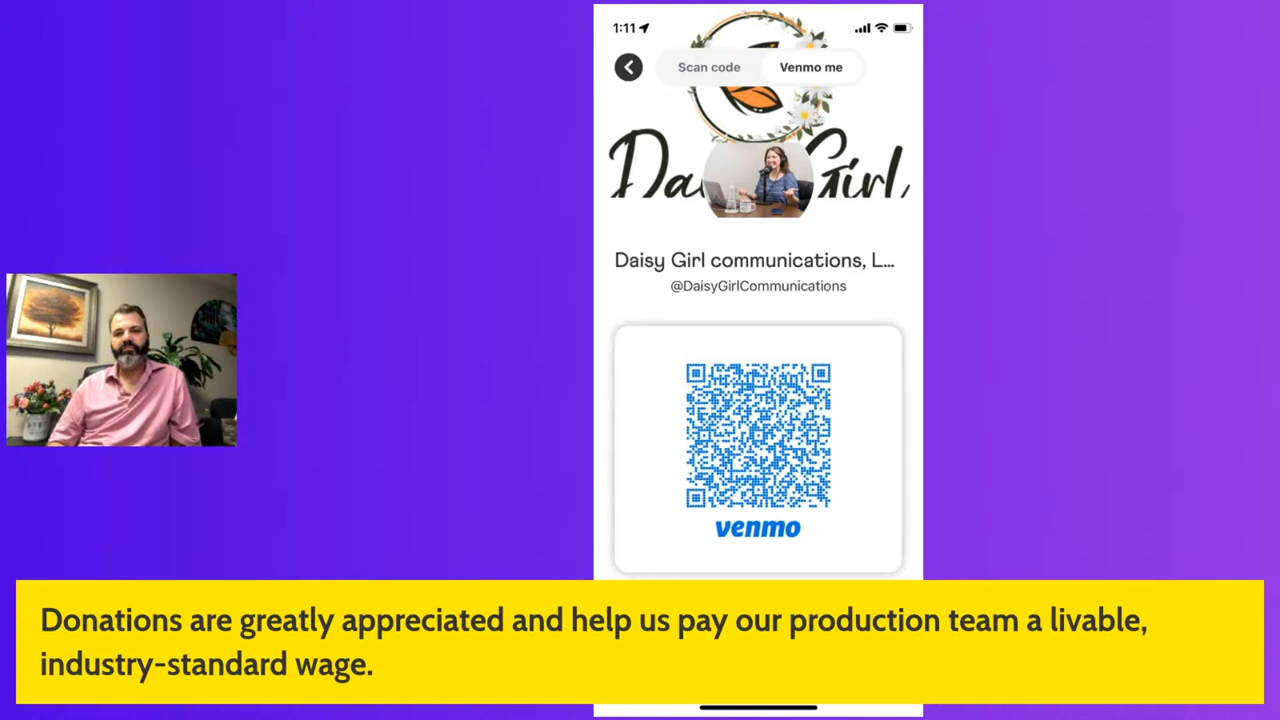 1:11
Scan code
Venmo me
Girl
Daisy Girl communications, L...
@DaisyGirlCommunications
venmo
Donations are greatly appreciated and help us pay our production team a livable,
industry-standard wage.